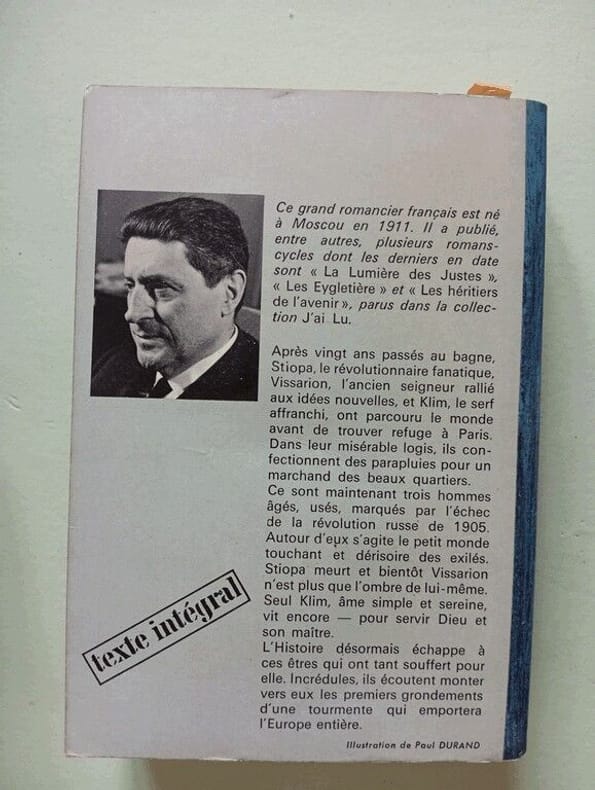 Ce grand romancier français est né
à Moscou en 1911. Il a publié,
entre autres, plusieurs romans-
cycles dont les derniers en date
sont « La Lumière des Justes »,
« Les Eygletière » et « Les héritiers
de l'avenir », parus dans la collec-
tion J'ai Lu.
Après vingt ans passés au bagne,
Stiopa, le révolutionnaire fanatique,
Vissarion, l'ancien seigneur rallié
aux idées nouvelles, et Klim, le serf
affranchi, ont parcouru le monde
avant de trouver refuge à Paris.
Dans leur misérable logis, ils con-
fectionnent des parapluies pour un
marchand des beaux quartiers.
Ce sont maintenant trois hommes
âgés, usés, marqués par l'échec
de la révolution russe de 1905.
Autour d'eux s'agite le petit monde
touchant et dérisoire des exilés.
Stiopa meurt et bientôt Vissarion
n'est plus que l'ombre de lui-même.
Seul Klim, âme simple et sereine,
vit encore — pour servir Dieu et
son maître.
L'Histoire désormais échappe à
ces êtres qui ont tant souffert pour
elle. Incrédules, ils écoutent monter
vers eux les premiers grondements
d'une tourmente qui emportera
l'Europe entière.
texte intégral
Illustration de Paul DURAND